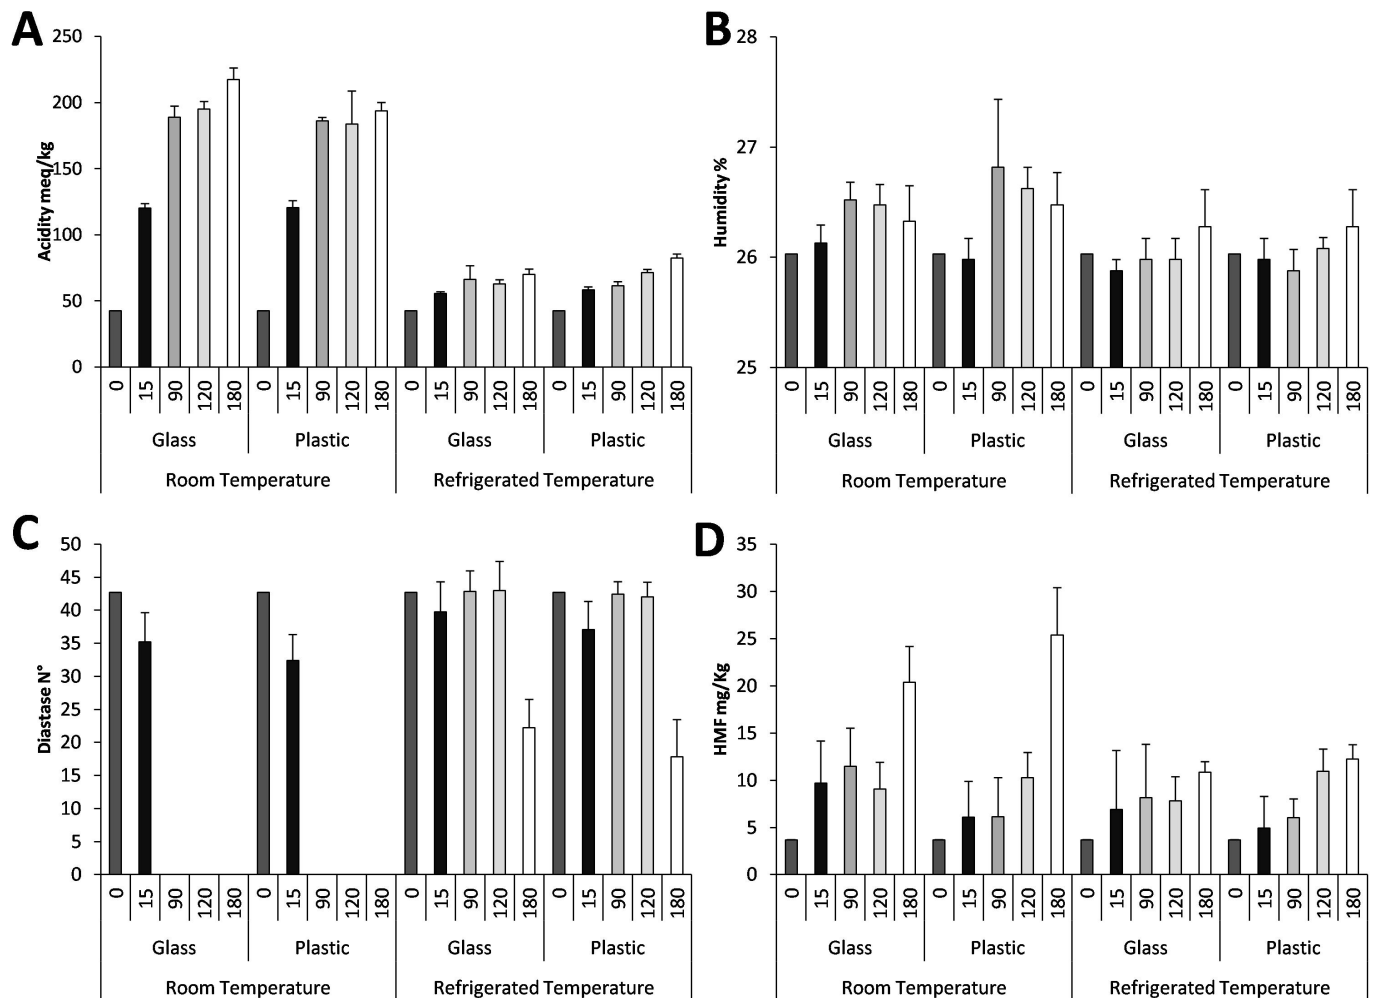 A
250
200
150
100
50
0
Acidity meq/kg
0 15 90 120 180 0 15 90 120 180 0 15 90 120 180 0 15 90 120 180
Glass Plastic Glass Plastic
Room Temperature Refrigerated Temperature
B
28
27
26
25
Humidity %
0 15 90 120 180 0 15 90 120 180 0 15 90 120 180 0 15 90 120 180
Glass Plastic Glass Plastic
Room Temperature Refrigerated Temperature
C
50
45
40
35
30
25
20
15
10
5
0
Diastase N°
0 15 90 120 180 0 15 90 120 180 0 15 90 120 180 0 15 90 120 180
Glass Plastic Glass Plastic
Room Temperature Refrigerated Temperature
D
35
30
25
20
15
10
5
0
HMF mg/Kg
0 15 90 120 180 0 15 90 120 180 0 15 90 120 180 0 15 90 120 180
Glass Plastic Glass Plastic
Room Temperature Refrigerated Temperature